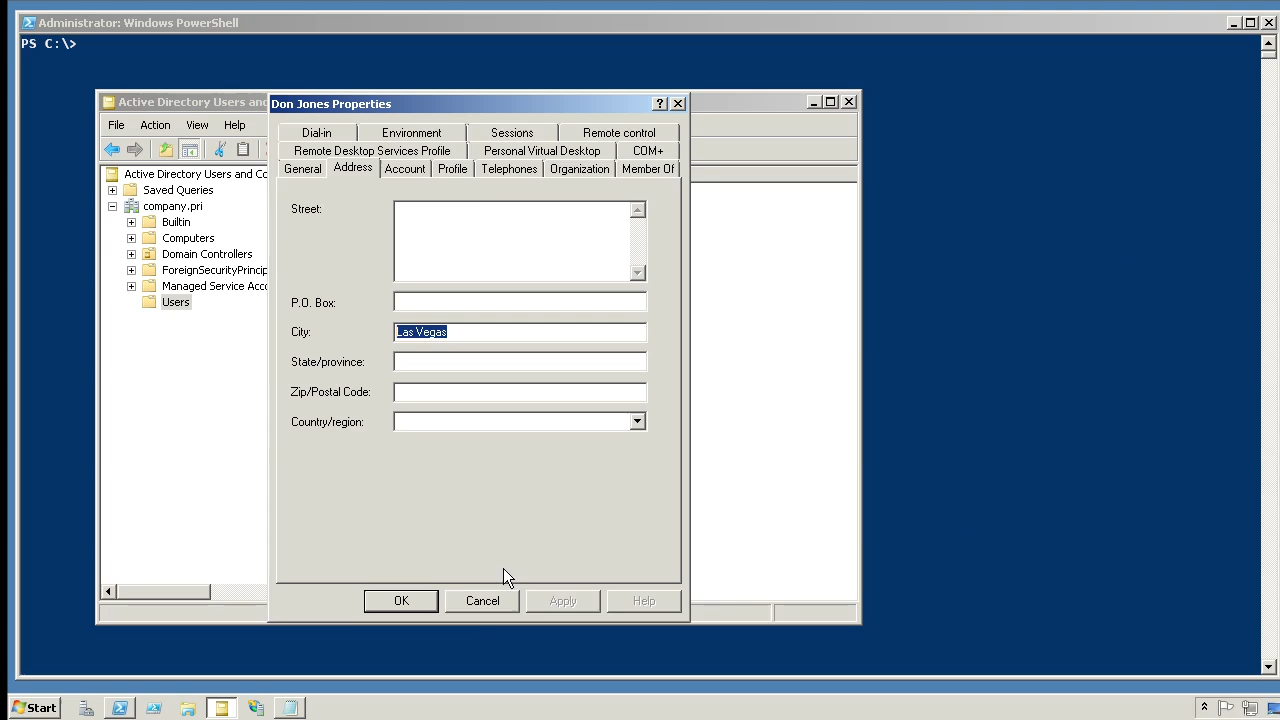 Administrator: Windows PowerShell
PS C:\>
Active Directory Users and
Don Jones Properties
File Action View Help
Dial-in Environment Sessions Remote control
Remote Desktop Services Profile Personal Virtual Desktop COM+
General Address Account Profile Telephones Organization Member Of
Active Directory Users and Co
Saved Queries
company.pri
Builtin
Computers
Domain Controllers
ForeignSecurityPrincip
Managed Service Acco
Users
Street:
P.O. Box:
City: Las Vegas
State/province:
Zip/Postal Code:
Country/region:
OK Cancel Apply Help
Start